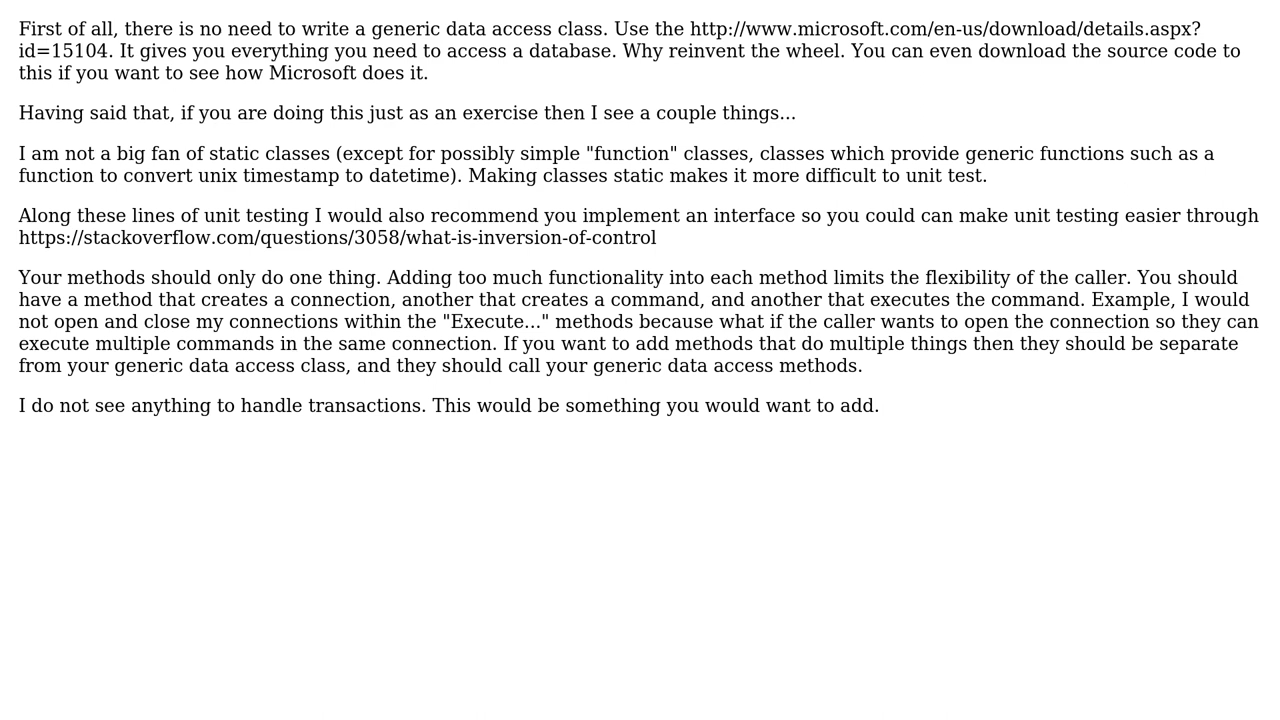 First of all, there is no need to write a generic data access class. Use the http://www.microsoft.com/en-us/download/details.aspx?
id=15104. It gives you everything you need to access a database. Why reinvent the wheel. You can even download the source code to
this if you want to see how Microsoft does it.
Having said that, if you are doing this just as an exercise then I see a couple things...
I am not a big fan of static classes (except for possibly simple "function" classes, classes which provide generic functions such as a
function to convert unix timestamp to datetime). Making classes static makes it more difficult to unit test.
Along these lines of unit testing I would also recommend you implement an interface so you could can make unit testing easier through
https://stackoverflow.com/questions/3058/what-is-inversion-of-control
Your methods should only do one thing. Adding too much functionality into each method limits the flexibility of the caller. You should
have a method that creates a connection, another that creates a command, and another that executes the command. Example, I would
not open and close my connections within the "Execute..." methods because what if the caller wants to open the connection so they can
execute multiple commands in the same connection. If you want to add methods that do multiple things then they should be separate
from your generic data access class, and they should call your generic data access methods.
I do not see anything to handle transactions. This would be something you would want to add.